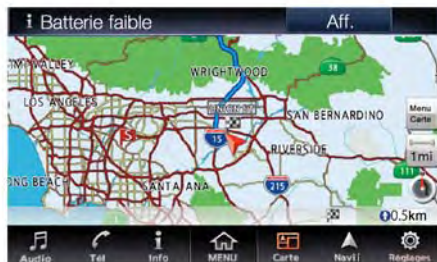 i Batterie faible
Aff.
WRIGHTWOOD
38
LOS ANGELES
SAN BERNARDINO
Menu
Carte
S
15
RIVERSIDE
1mi
111
LONG BEACH
SANTA ANA
215
0.5km
Audio
Tél
Info
MENU
Carte
Navi
Réglages